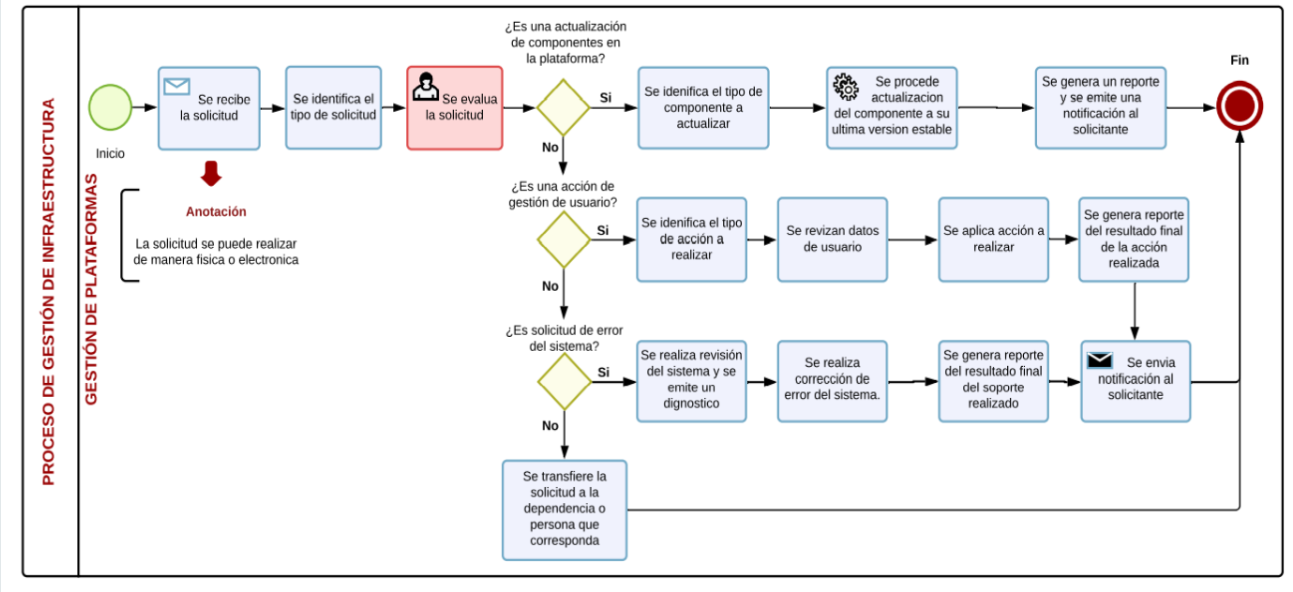 PROCESO DE GESTIÓN DE INFRAESTRUCTURA
GESTIÓN DE PLATAFORMAS
Inicio
Se recibe
la solicitud
Anotación
La solicitud se puede realizar
de manera fisica o electronica
Se identifica el
tipo de solicitud
Se evalua
la solicitud
¿Es una actualización
de componentes en
la plataforma?
Si
No
Se idenifica el tipo de
componente a
actualizar
Se procede
actualizacion
del componente a su
ultima version estable
Se genera un reporte
y se emite una
notificación al
solicitante
Fin
¿Es una acción de
gestión de usuario?
Si
No
Se idenifica el tipo
de acción a
realizar
Se revizan datos
de usuario
Se aplica acción a
realizar
Se genera reporte
del resultado final
de la acción
realizada
¿Es solicitud de error
del sistema?
Si
No
Se realiza revisión
del sistema y se
emite un
dignostico
Se realiza
corrección de
error del sistema.
Se genera reporte
del resultado final
del soporte
realizado
Se envia
notificación al
solicitante
Se transfiere la
solicitud a la
dependencia o
persona que
corresponda